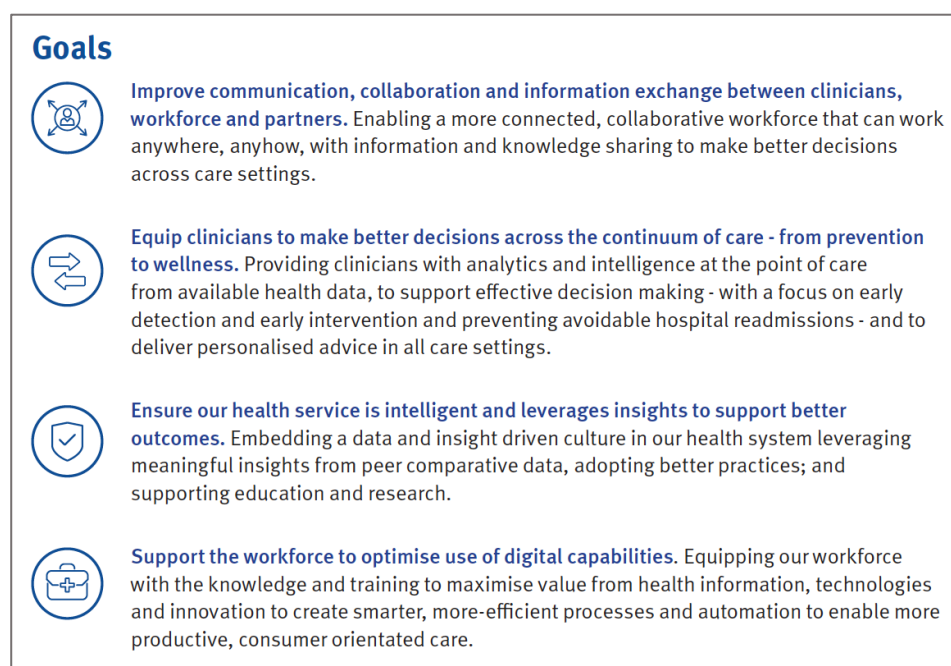 Goals
Improve communication, collaboration and information exchange between clinicians,
workforce and partners. Enabling a more connected, collaborative workforce that can work
anywhere, anyhow, with information and knowledge sharing to make better decisions
across care settings.
Equip clinicians to make better decisions across the continuum of care - from prevention
to wellness. Providing clinicians with analytics and intelligence at the point of care
from available health data, to support effective decision making - with a focus on early
detection and early intervention and preventing avoidable hospital readmissions - and to
deliver personalised advice in all care settings.
Ensure our health service is intelligent and leverages insights to support better
outcomes. Embedding a data and insight driven culture in our health system leveraging
meaningful insights from peer comparative data, adopting better practices; and
supporting education and research.
Support the workforce to optimise use of digital capabilities. Equipping our workforce
with the knowledge and training to maximise value from health information, technologies
and innovation to create smarter, more-efficient processes and automation to enable more
productive, consumer orientated care.